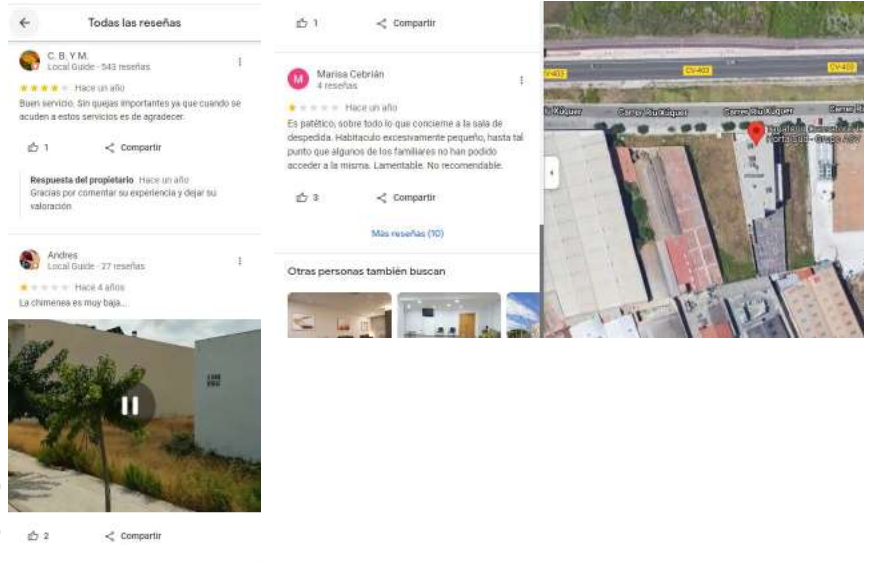 Todas las reseñas
C. B. Y M.
Local Guide · 543 reseñas
Hace un año
Buen servicio. Sin quejas importantes ya que cuando se
acuden a estos servicios es de agradecer.
1 Compartir
Respuesta del propietario Hace un año
Gracias por comentar su experiencia y dejar su
valoración
Andres
Local Guide · 27 reseñas
Hace 4 años
La chimenea es muy baja...
2 Compartir
1 Compartir
M
Marisa Cebrián
4 reseñas
Hace un año
Es patético, sobre todo lo que concierne a la sala de
despedida. Habitaculo excesivamente pequeño, hasta tal
punto que algunos de los familiares no han podido
acceder a la misma. Lamentable. No recomendable.
3 Compartir
Más reseñas (10)
Otras personas también buscan
CV-403 CV-403 CV-403
Xúquer Carrer Riu Xúquer Carrer Riu Xúquer Carrer Ri